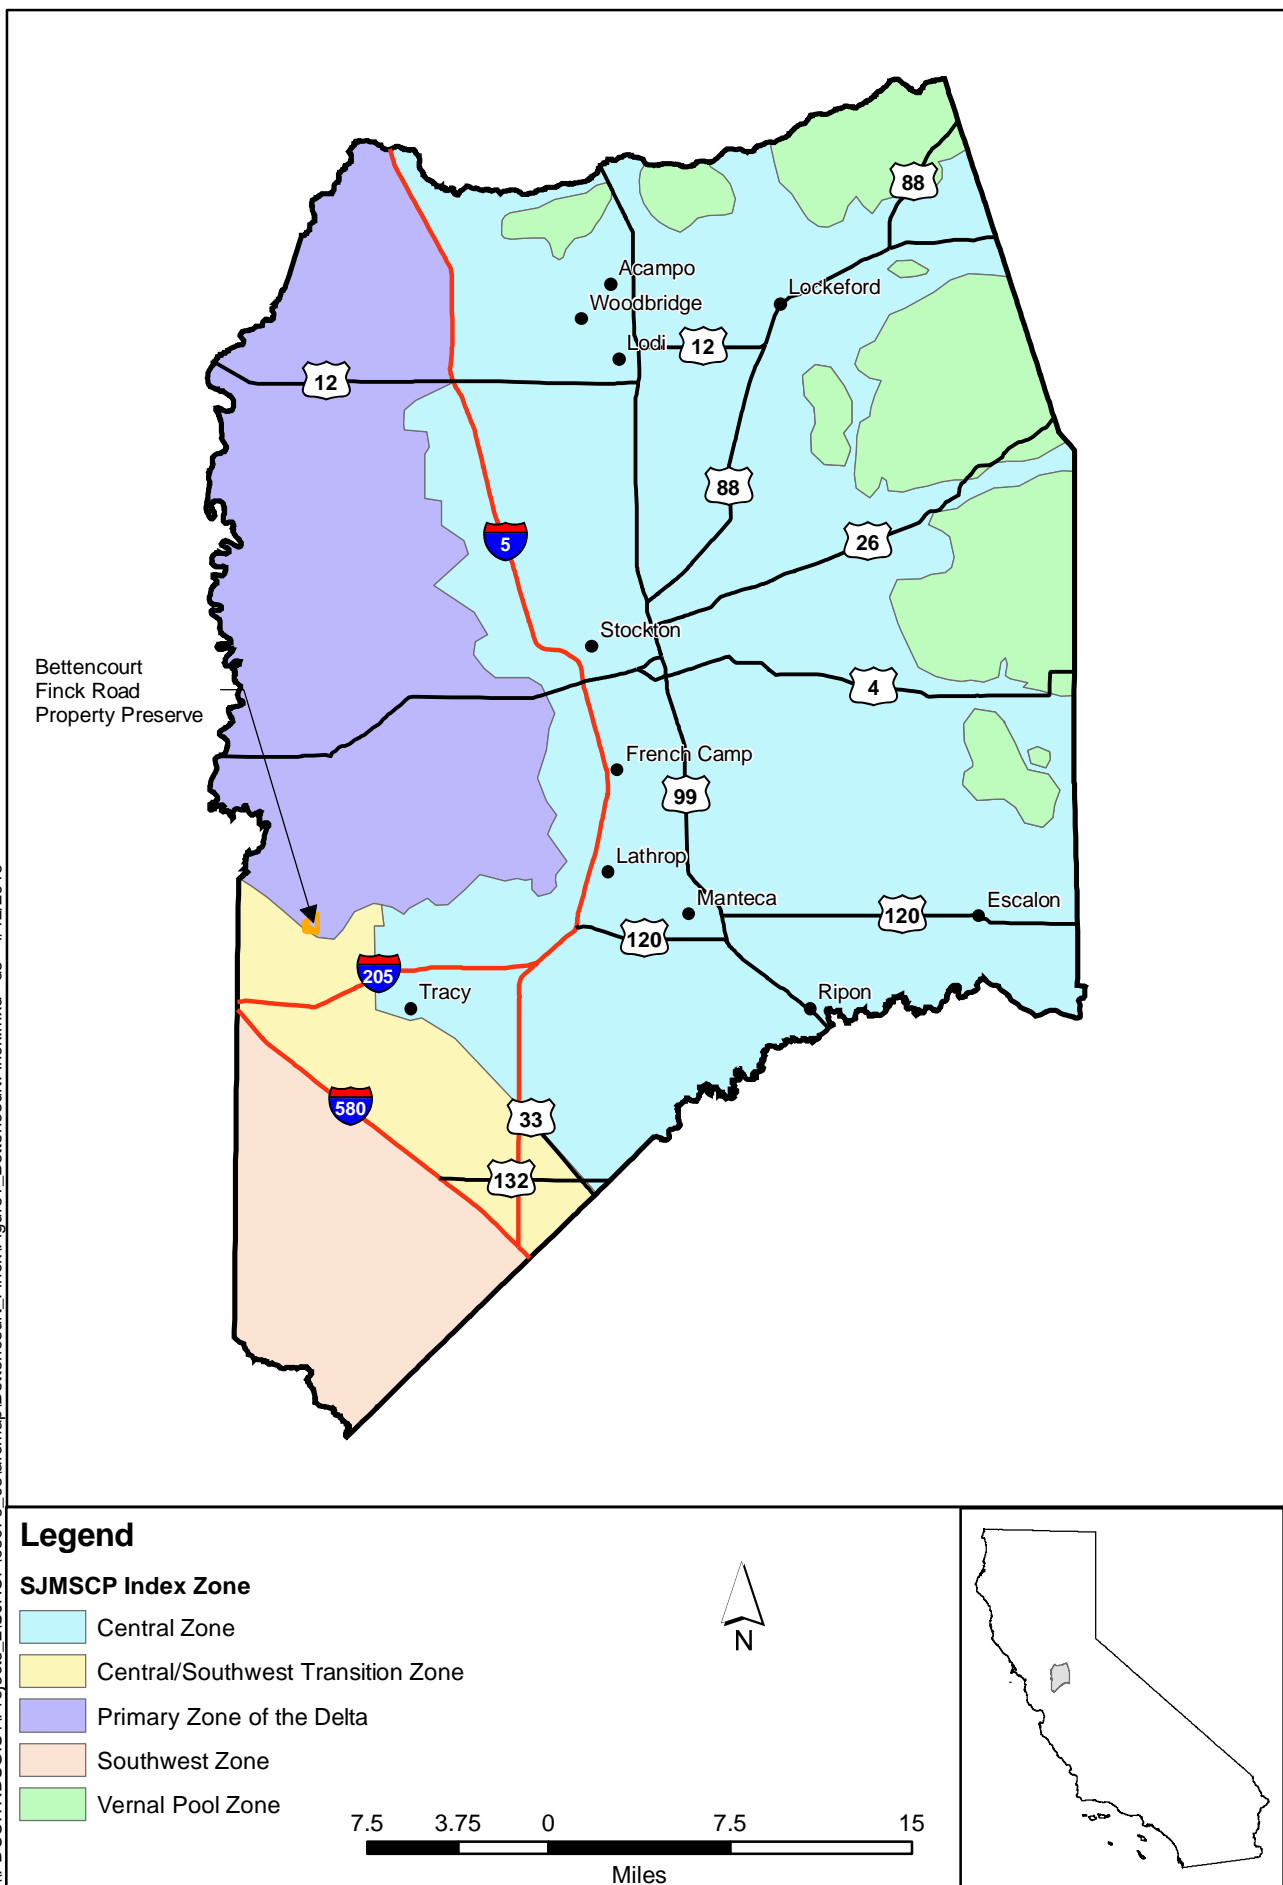 88
Acampo
Lockeford
Woodbridge
Lodi
12
12
88
5
26
Stockton
Bettencourt
Finck Road
Property Preserve
4
French Camp
99
Lathrop
Manteca
120
Escalon
120
205
Tracy
Ripon
580
33
132
Legend
SJMSCP Index Zone
Central Zone
Central/Southwest Transition Zone
Primary Zone of the Delta
Southwest Zone
Vernal Pool Zone
N
7.5 3.75 0 7.5 15
Miles